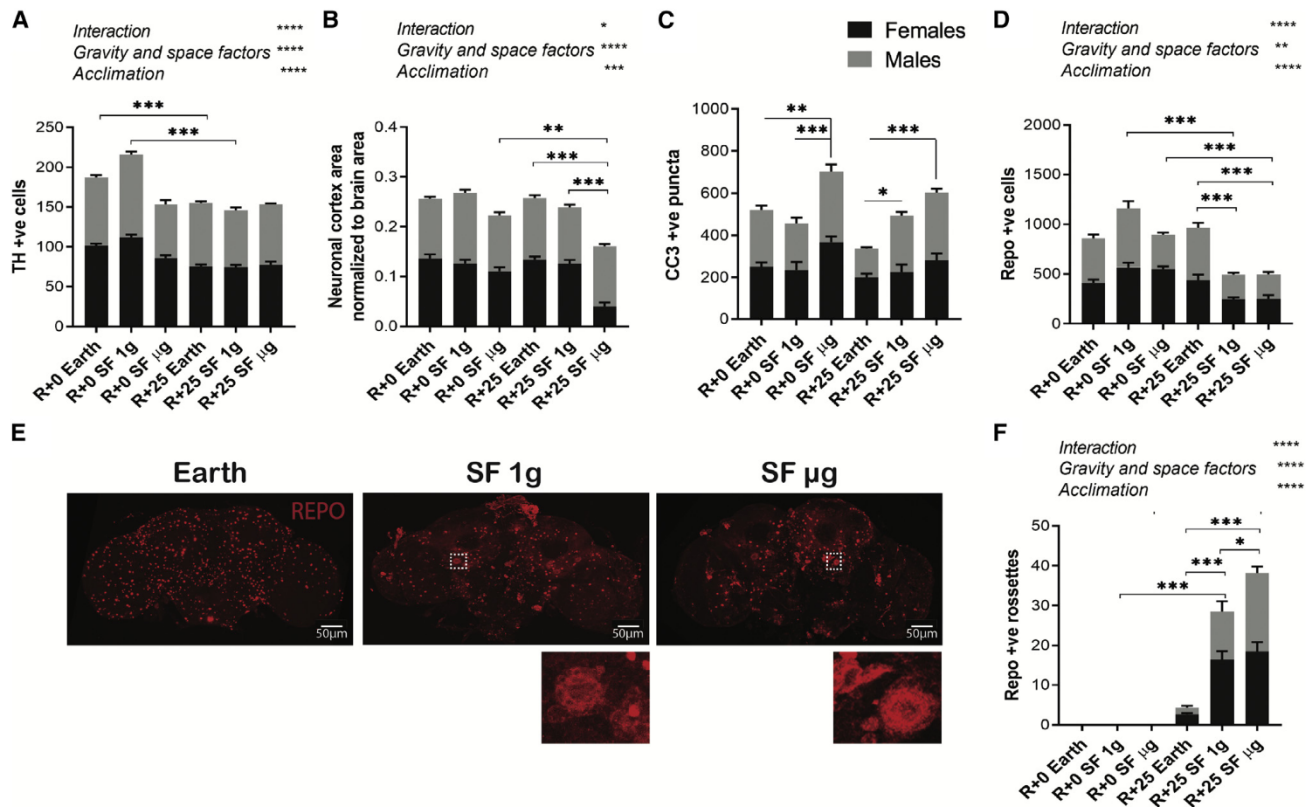 A
Interaction ****
Gravity and space factors ****
Acclimation ****
*** 
***
250
200
150
100
50
0
TH +ve cells
R+0 Earth
R+0 SF 1g
R+0 SF µg
R+25 Earth
R+25 SF 1g
R+25 SF µg
B
Interaction *
Gravity and space factors ****
Acclimation ***
**
***
***
0.4
0.3
0.2
0.1
0.0
Neuronal cortex area
normalized to brain area
R+0 Earth
R+0 SF 1g
R+0 SF µg
R+25 Earth
R+25 SF 1g
R+25 SF µg
C
Females
Males
** ***
***
*
1000
800
600
400
200
0
CC3 +ve puncta
R+0 Earth
R+0 SF 1g
R+0 SF µg
R+25 Earth
R+25 SF 1g
R+25 SF µg
D
Interaction ****
Gravity and space factors **
Acclimation ****
***
***
***
***
2000
1500
1000
500
0
Repo +ve cells
R+0 Earth
R+0 SF 1g
R+0 SF µg
R+25 Earth
R+25 SF 1g
R+25 SF µg
E
Earth
SF 1g
SF µg
REPO
50µm
50µm
50µm
F
Interaction ****
Gravity and space factors ****
Acclimation ****
***
*
***
***
50
40
30
20
10
0
Repo +ve rossettes
R+0 Earth
R+0 SF 1g
R+0 SF µg
R+25 Earth
R+25 SF 1g
R+25 SF µg